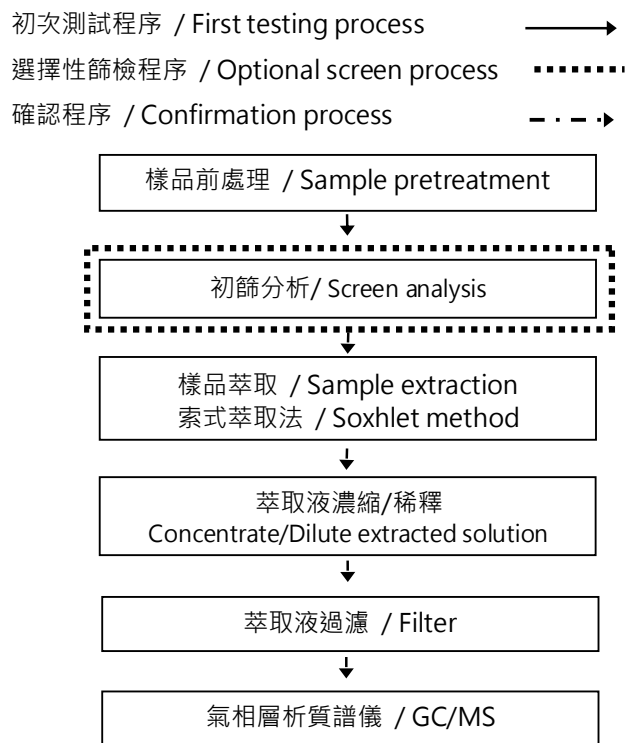 初次測試程序 / First testing process
選擇性篩檢程序 / Optional screen process
確認程序 / Confirmation process
樣品前處理 / Sample pretreatment
初篩分析/ Screen analysis
樣品萃取 / Sample extraction
索式萃取法 / Soxhlet method
萃取液濃縮/稀釋
Concentrate/Dilute extracted solution
萃取液過濾 / Filter
氣相層析質譜儀 / GC/MS